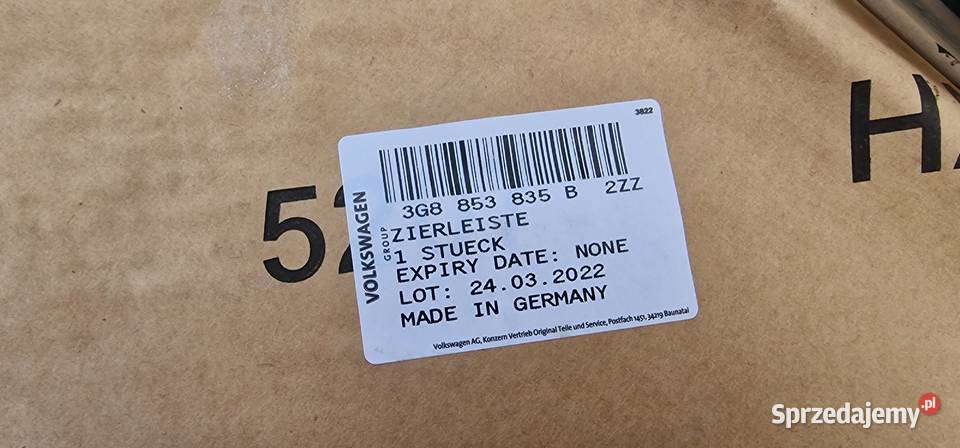 3822
3G8 853 835 B 2ZZ
ZIERLEISTE
1 STUECK
EXPIRY DATE: NONE
LOT: 24.03.2022
MADE IN GERMANY
VOLKSWAGEN
GROUP
Volkswagen AG, Konzern Vertrieb Original Teile und Service, Postfach 1451, 34219 Baunatal
5
H
Sprzedajemy.pl